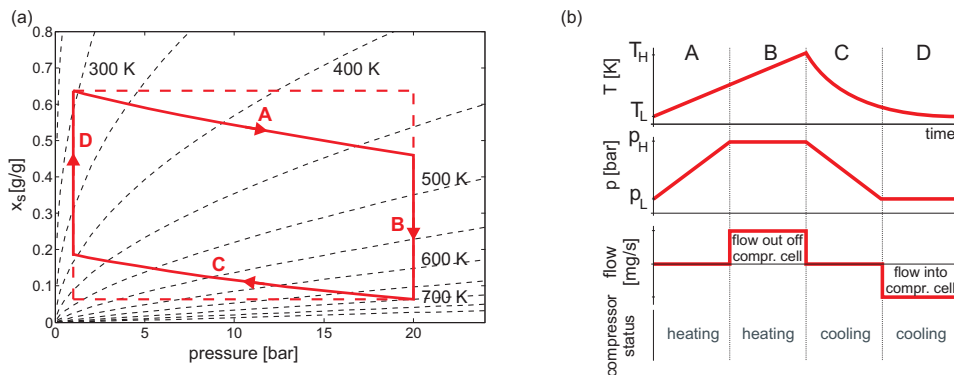 (a)
0.8
0.7
0.6
0.5
0.4
0.3
0.2
0.1
0
x_s[g/g]
300 K
400 K
500 K
600 K
700 K
A
B
C
D
0
5
10
15
20
pressure [bar]
(b)
A
B
C
D
T [K]
T_H
T_L
time
p [bar]
p_H
p_L
flow
[mg/s]
flow out off
compr. cell
flow into
compr. cell
compressor
status
heating
heating
cooling
cooling